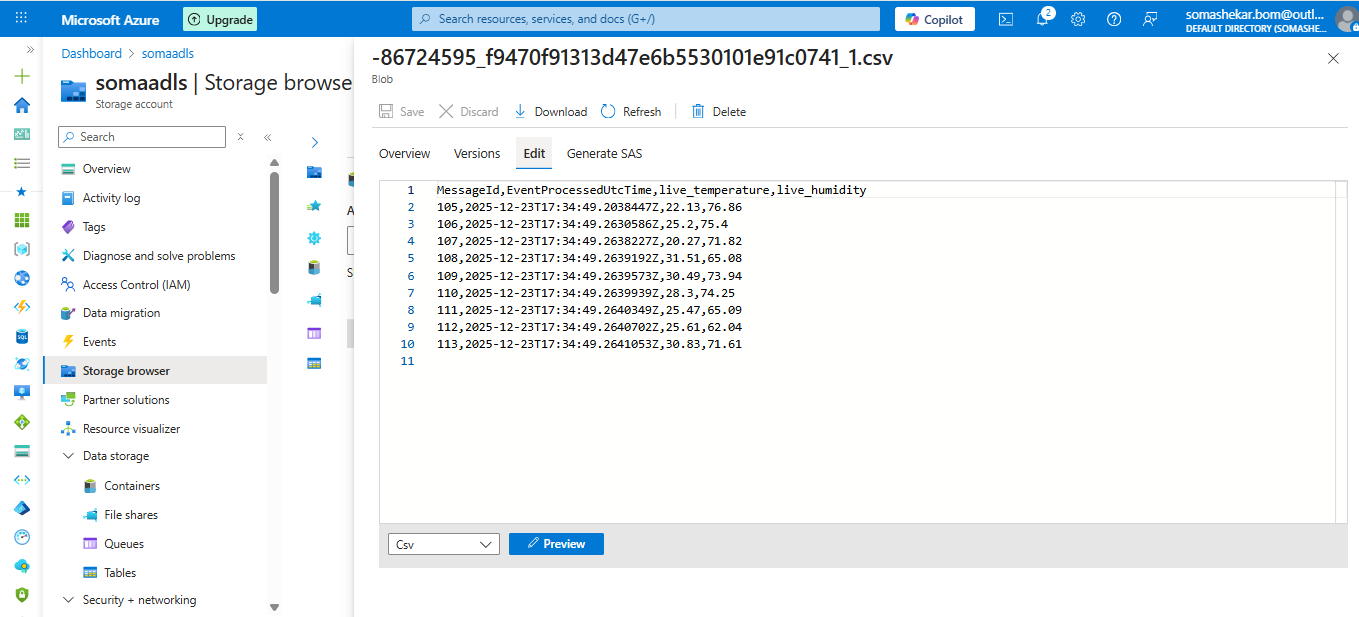 Microsoft Azure
Upgrade
Search resources, services, and docs (G+/)
Copilot
2
somashekar.bom@outl...
DEFAULT DIRECTORY (SOMASHE...
Dashboard > somaadls
somaadls | Storage browse
Storage account
Search
Overview
Activity log
Tags
Diagnose and solve problems
Access Control (IAM)
Data migration
Events
Storage browser
Partner solutions
Resource visualizer
Data storage
Containers
File shares
Queues
Tables
Security + networking
SQL
A
S
-86724595_f9470f91313d47e6b5530101e91c0741_1.csv
Blob
Save
Discard
Download
Refresh
Delete
Overview
Versions
Edit
Generate SAS
1 MessageId,EventProcessedUtcTime,live_temperature,live_humidity
2 105,2025-12-23T17:34:49.2038447Z,22.13,76.86
3 106,2025-12-23T17:34:49.2630586Z,25.2,75.4
4 107,2025-12-23T17:34:49.2638227Z,20.27,71.82
5 108,2025-12-23T17:34:49.2639192Z,31.51,65.08
6 109,2025-12-23T17:34:49.2639573Z,30.49,73.94
7 110,2025-12-23T17:34:49.2639939Z,28.3,74.25
8 111,2025-12-23T17:34:49.2640349Z,25.47,65.09
9 112,2025-12-23T17:34:49.2640702Z,25.61,62.04
10 113,2025-12-23T17:34:49.2641053Z,30.83,71.61
11
Csv
Preview